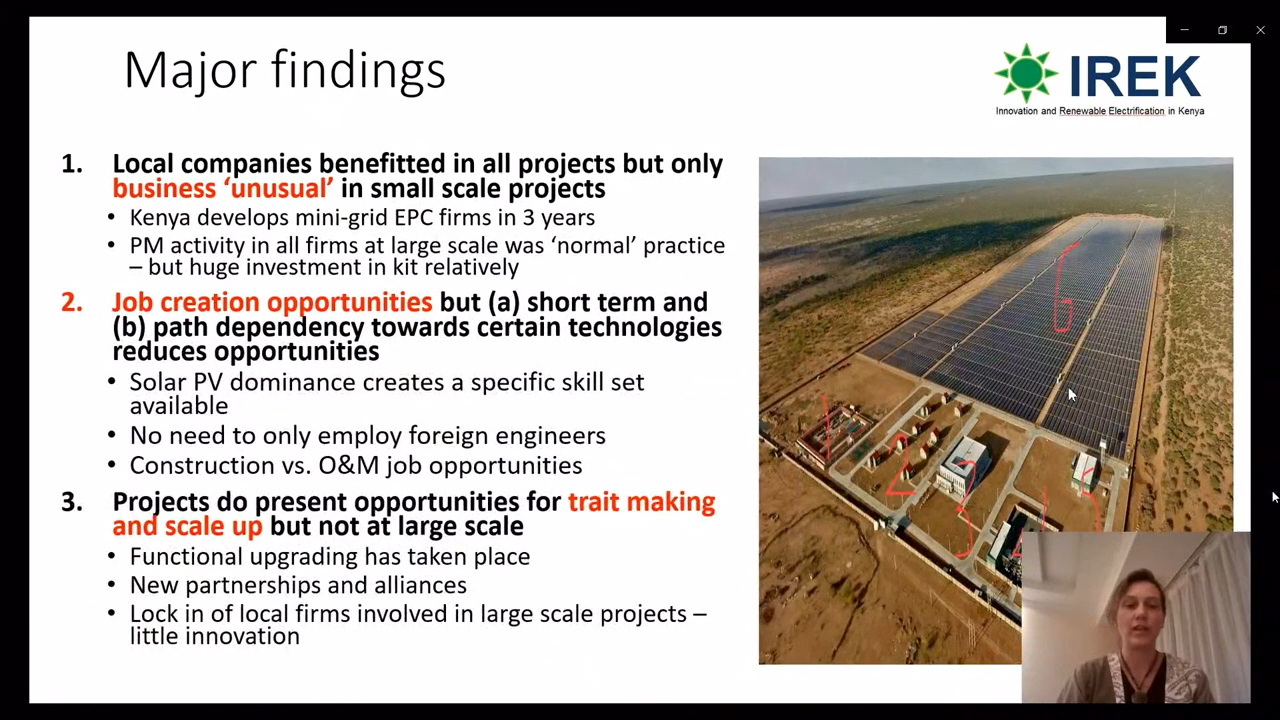 Major findings
IREK
Innovation and Renewable Electrification in Kenya
1. Local companies benefitted in all projects but only
business ‘unusual’ in small scale projects
• Kenya develops mini-grid EPC firms in 3 years
• PM activity in all firms at large scale was ‘normal’ practice
– but huge investment in kit relatively
2. Job creation opportunities but (a) short term and
(b) path dependency towards certain technologies
reduces opportunities
• Solar PV dominance creates a specific skill set
available
• No need to only employ foreign engineers
• Construction vs. O&M job opportunities
3. Projects do present opportunities for trait making
and scale up but not at large scale
• Functional upgrading has taken place
• New partnerships and alliances
• Lock in of local firms involved in large scale projects –
little innovation
6
1
2
3